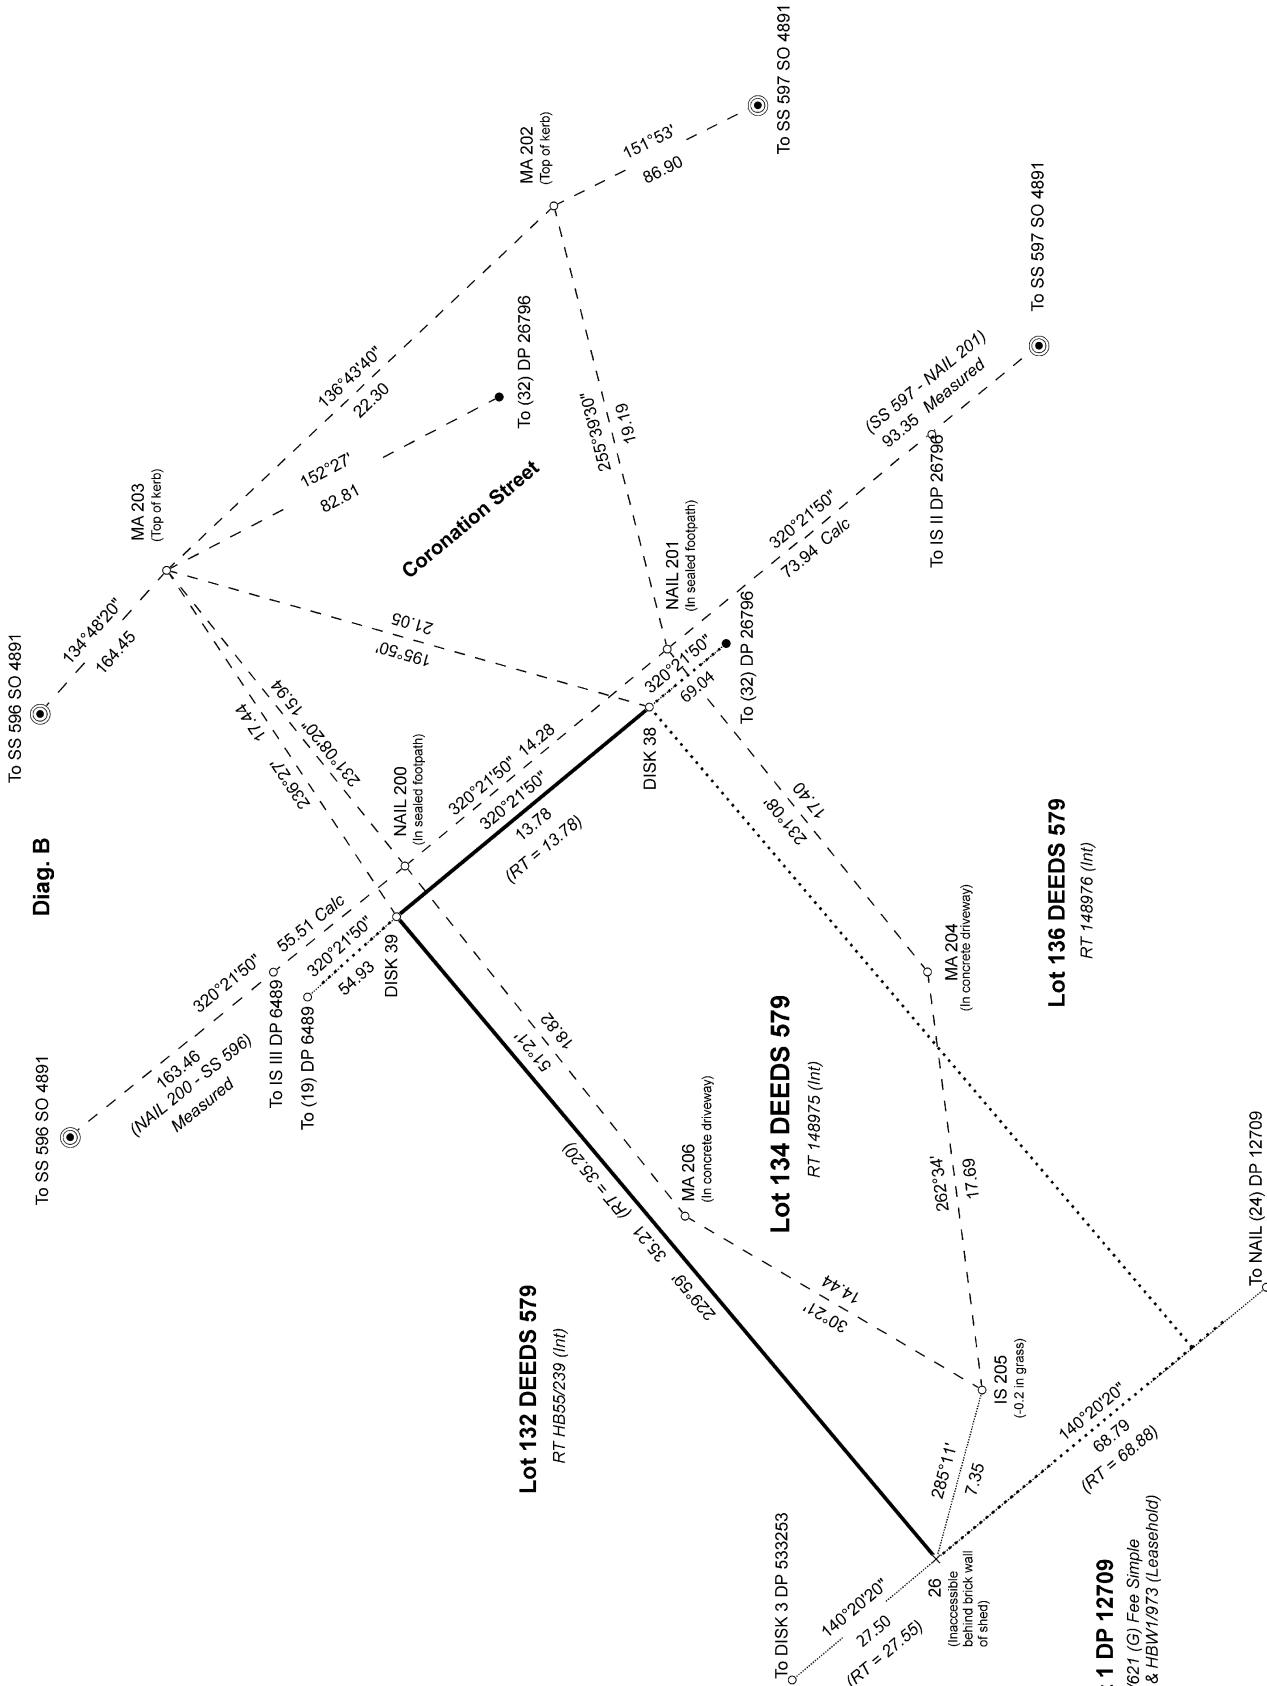 Diag. B
To SS 596 SO 4891
134°48'20"
164.45
MA 203
(Top of kerb)
136°43'40"
22.30
152°27'
82.81
To (32) DP 26796
MA 202
(Top of kerb)
151°53'
86.90
To SS 597 SO 4891
Coronation Street
255°39'30"
19.19
195°50'
21.05
236°27'
17.44
231°08'20" 15.94
NAIL 200
(In sealed footpath)
NAIL 201
(In sealed footpath)
320°21'50" 14.28
320°21'50"
13.78
(RT = 13.78)
DISK 38
DISK 39
320°21'50"
69.04
To (32) DP 26796
320°21'50"
73.94 Calc
To IS II DP 26796
(SS 597 - NAIL 201)
93.35 Measured
To SS 597 SO 4891
To SS 596 SO 4891
320°21'50"
55.51 Calc
163.46
(NAIL 200 - SS 596)
Measured
To IS III DP 6489
To (19) DP 6489
320°21'50"
54.93
51°21'
18.82
MA 206
(In concrete driveway)
231°08'
17.40
MA 204
(In concrete driveway)
Lot 134 DEEDS 579
RT 148975 (Int)
Lot 136 DEEDS 579
RT 148976 (Int)
Lot 132 DEEDS 579
RT HB55/239 (Int)
229°59' 35.21 (RT = 35.20)
30°21'
14.44
262°34'
17.69
IS 205
(-0.2 in grass)
285°11'
7.35
To DISK 3 DP 533253
140°20'20"
27.50
(RT = 27.55)
26
(Inaccessible
behind brick wall
of shed)
140°20'20"
68.79
(RT = 68.88)
To NAIL (24) DP 12709
1 DP 12709
/621 (G) Fee Simple
& HBW1/973 (Leasehold)